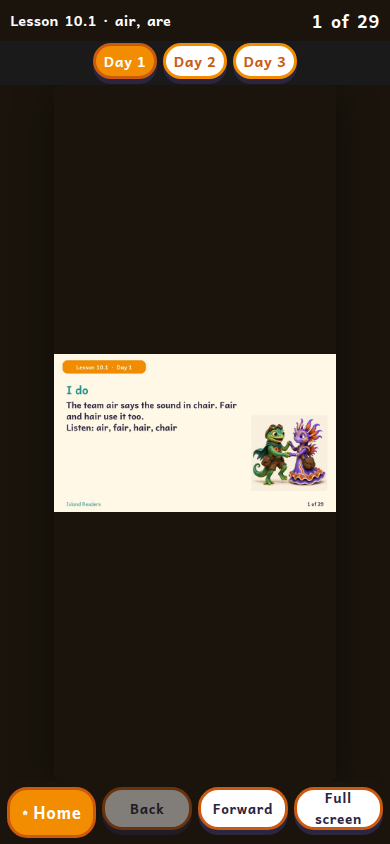 Lesson 10.1 · air, are
1 of 29
Day 1
Day 2
Day 3
Lesson 10.1 · Day 1
I do
The team air says the sound in chair. Fair
and hair use it too.
Listen: air, fair, hair, chair
Island Readers
1 of 29
Home
Back
Forward
Full
screen